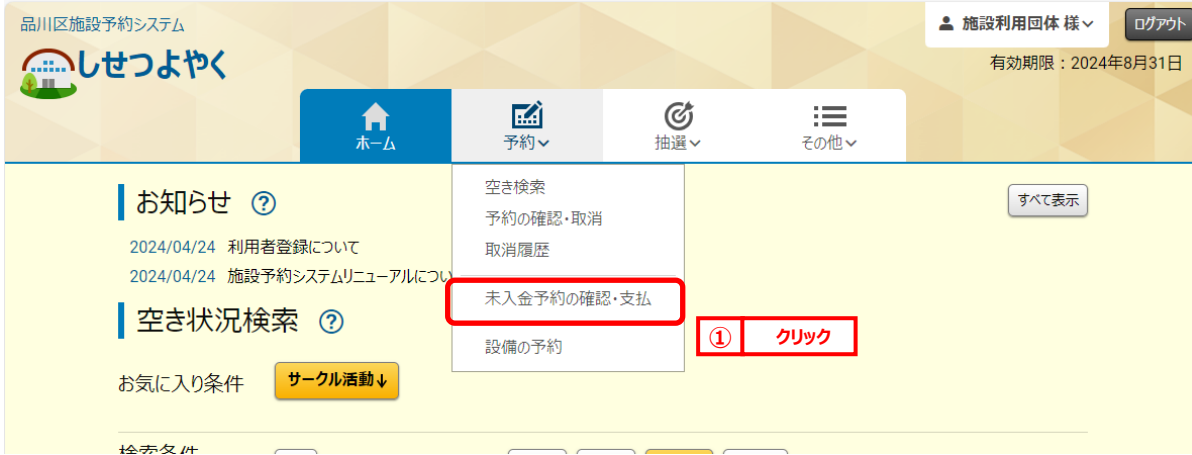 品川区施設予約システム
しせつよやく
施設利用団体 様
ログアウト
有効期限：2024年8月31日
ホーム
予約
抽選
その他
お知らせ ?
すべて表示
2024/04/24 利用者登録について
2024/04/24 施設予約システムリニューアルについ
空き検索
予約の確認・取消
取消履歴
未入金予約の確認・支払
設備の予約
① クリック
空き状況検索 ?
お気に入り条件 サークル活動↓
検索条件